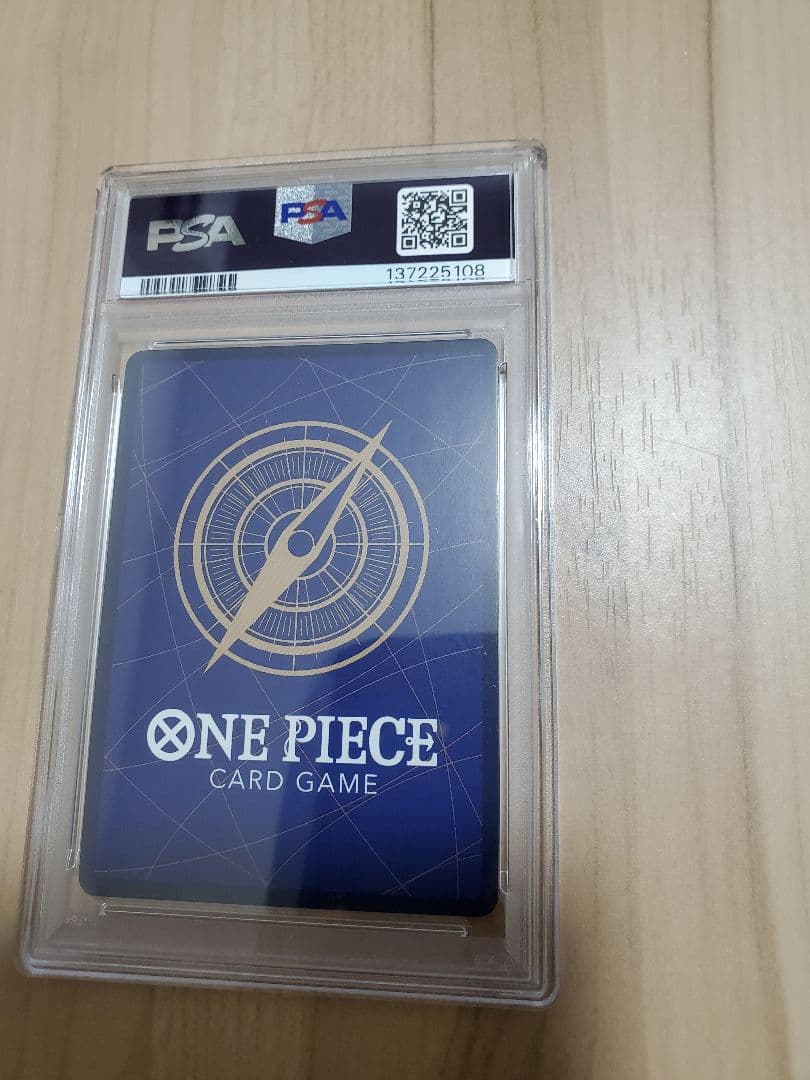 PSA
PSA
137225108
ONE PIECE
CARD GAME